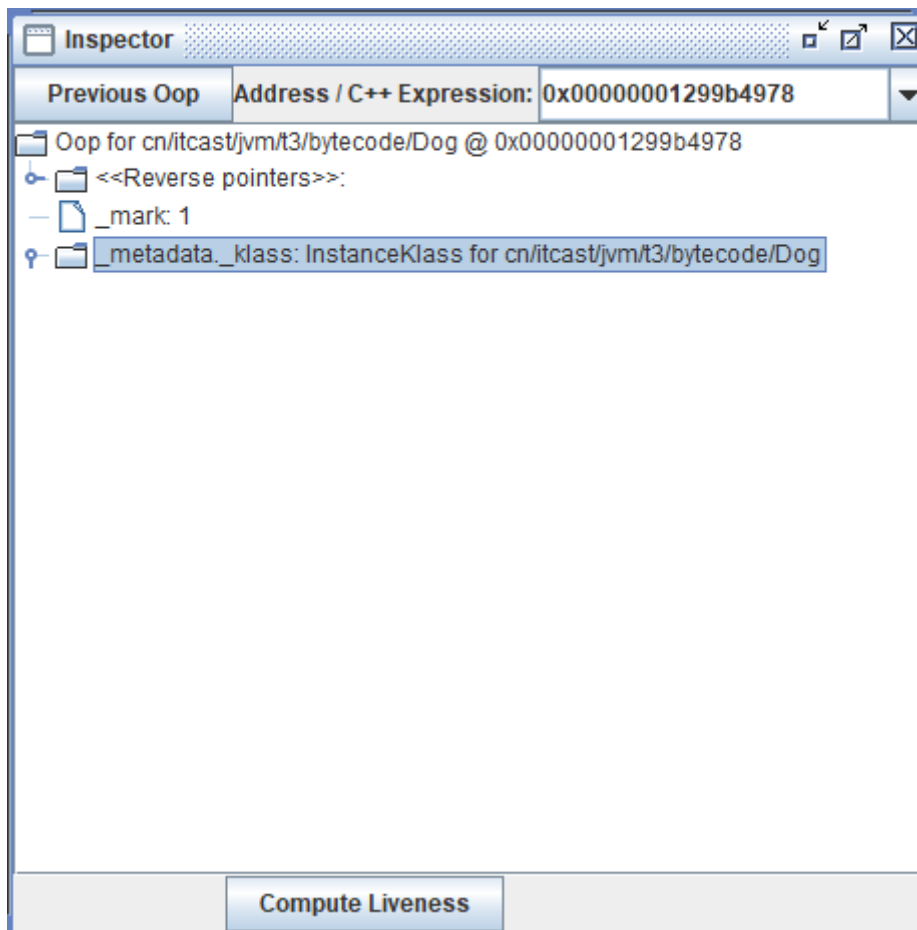 Inspector
Previous Oop Address / C++ Expression: 0x00000001299b4978
Oop for cn/itcast/jvm/t3/bytecode/Dog @ 0x00000001299b4978
<<Reverse pointers>>:
_mark: 1
_metadata._klass: InstanceKlass for cn/itcast/jvm/t3/bytecode/Dog
Compute Liveness